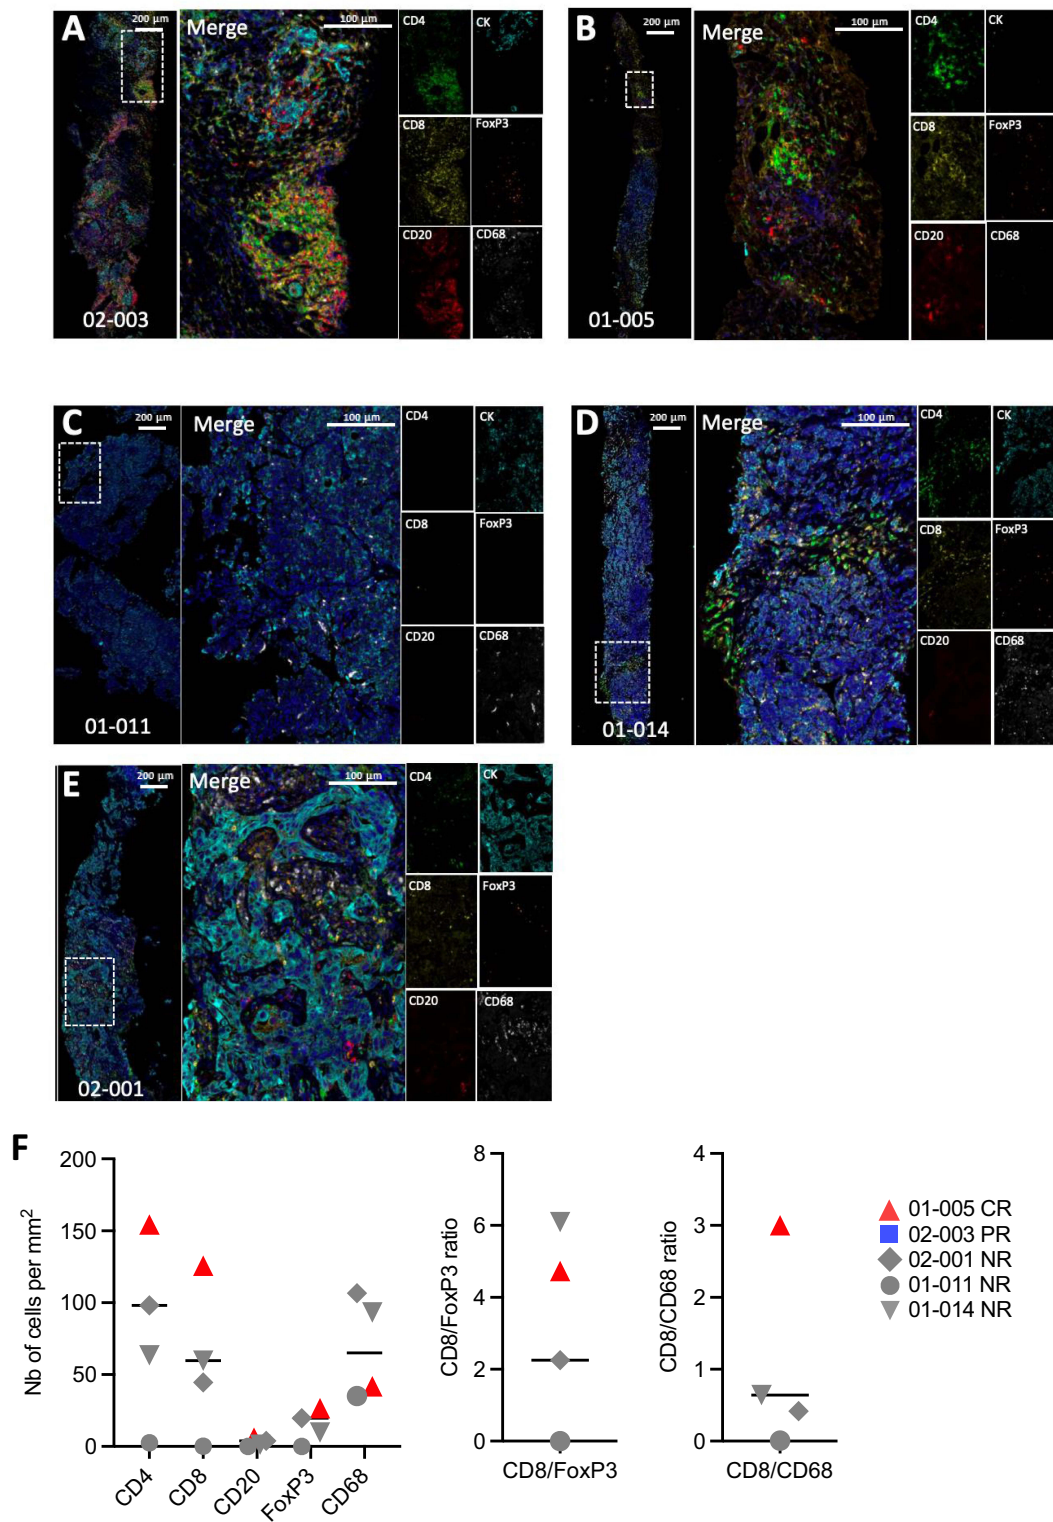 A
200 µm
Merge
100 µm
CD4
CK
CD8
FoxP3
CD20
CD68
02-003
B
200 µm
Merge
100 µm
CD4
CK
CD8
FoxP3
CD20
CD68
01-005
C
200 µm
Merge
100 µm
CD4
CK
CD8
FoxP3
CD20
CD68
01-011
D
200 µm
Merge
100 µm
CD4
CK
CD8
FoxP3
CD20
CD68
01-014
E
200 µm
Merge
100 µm
CD4
CK
CD8
FoxP3
CD20
CD68
02-001
F
Nb of cells per mm²
200
150
100
50
0
CD4
CD8
CD20
FoxP3
CD68
CD8/FoxP3 ratio
8
6
4
2
0
CD8/FoxP3
CD8/CD68 ratio
4
3
2
1
0
CD8/CD68
01-005 CR
02-003 PR
02-001 NR
01-011 NR
01-014 NR